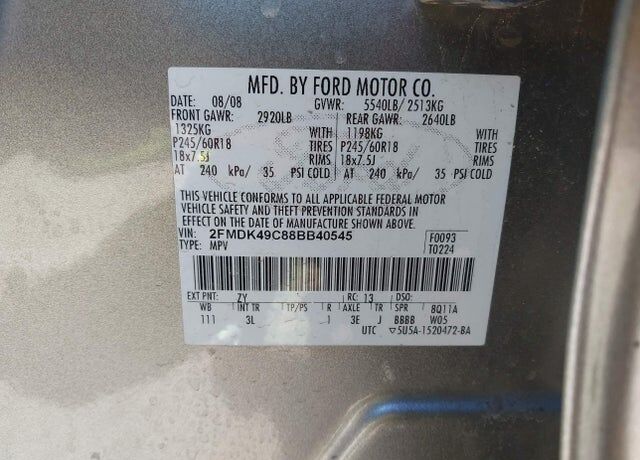 MFD. BY FORD MOTOR CO.
DATE: 08/08 GVWR: 5540LB/ 2513KG
FRONT GAWR: 2920LB REAR GAWR: 2640LB
1325KG WITH 1198KG WITH
P245/60R18 TIRES P245/60R18 TIRES
18x7.5J RIMS 18x7.5J RIMS
AT 240 kPa/ 35 PSI COLD AT 240 kPa/ 35 PSI COLD
THIS VEHICLE CONFORMS TO ALL APPLICABLE FEDERAL MOTOR
VEHICLE SAFETY AND THEFT PREVENTION STANDARDS IN
EFFECT ON THE DATE OF MANUFACTURE SHOWN ABOVE.
VIN: 2FMDK49C88BB40545 F0093
TYPE: MPV T0224
EXT PNT: ZY RC: 13 DSO:
WB INT TR TP/PS R AXLE TR SPR 8Q11A
111 3L 1 3E J BBBB W05
UTC 5U5A-1520472-BA